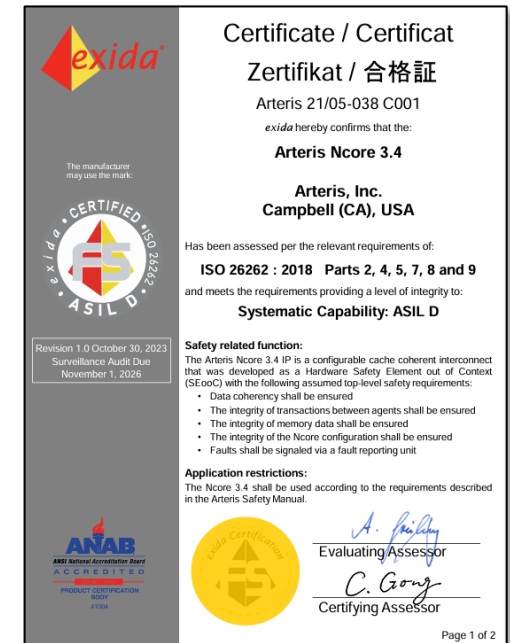 exida
Certificate / Certificat
Zertifikat / 合格証
Arteris 21/05-038 C001
exida hereby confirms that the:
Arteris Ncore 3.4
Arteris, Inc.
Campbell (CA), USA
Has been assessed per the relevant requirements of:
ISO 26262 : 2018 Parts 2, 4, 5, 7, 8 and 9
and meets the requirements providing a level of integrity to:
Systematic Capability: ASIL D
Safety related function:
The Arteris Ncore 3.4 IP is a configurable cache coherent interconnect
that was developed as a Hardware Safety Element out of Context
(SEooC) with the following assumed top-level safety requirements:
• Data coherency shall be ensured
• The integrity of transactions between agents shall be ensured
• The integrity of memory data shall be ensured
• The integrity of the Ncore configuration shall be ensured
• Faults shall be signaled via a fault reporting unit
Application restrictions:
The Ncore 3.4 shall be used according to the requirements described
in the Arteris Safety Manual.
The manufacturer
may use the mark:
exida CERTIFIED ISO 26262
FS
ASIL D
Revision 1.0 October 30, 2023
Surveillance Audit Due
November 1, 2026
ANAB
ANSI National Accreditation Board
ACCREDITED
PRODUCT CERTIFICATION
BODY
#1004
exida Certification
FS
Evaluating Assessor
C. Gong
Certifying Assessor
Page 1 of 2